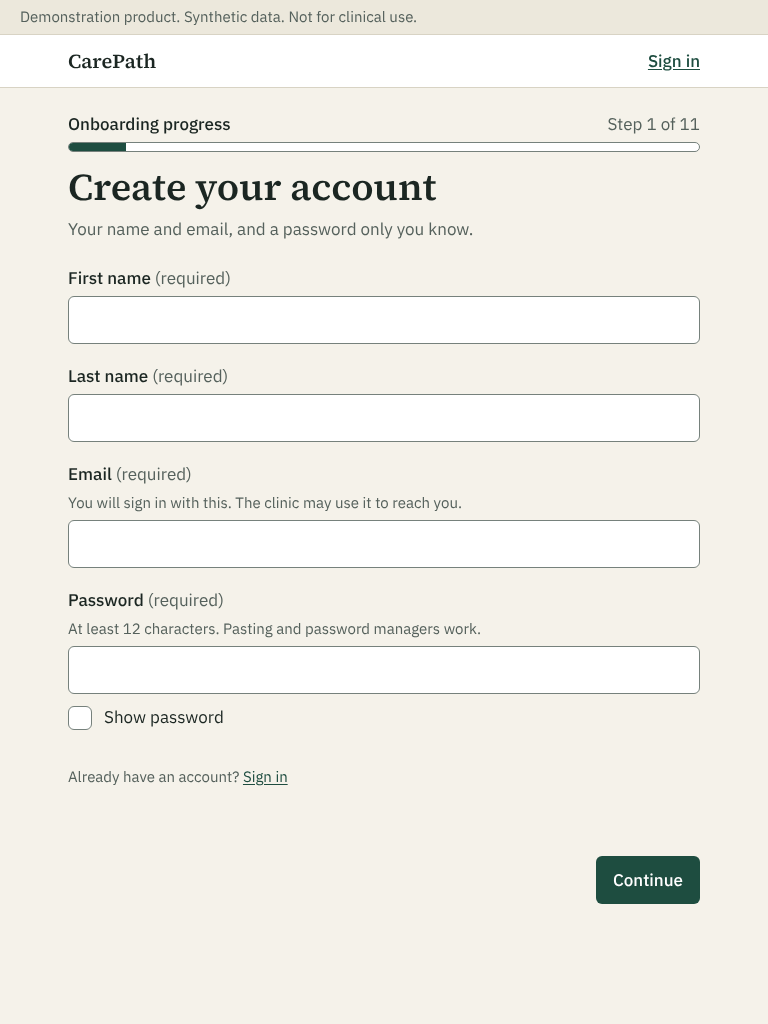 Demonstration product. Synthetic data. Not for clinical use.
CarePath
Sign in
Onboarding progress
Step 1 of 11
Create your account
Your name and email, and a password only you know.
First name (required)
Last name (required)
Email (required)
You will sign in with this. The clinic may use it to reach you.
Password (required)
At least 12 characters. Pasting and password managers work.
Show password
Already have an account? Sign in
Continue